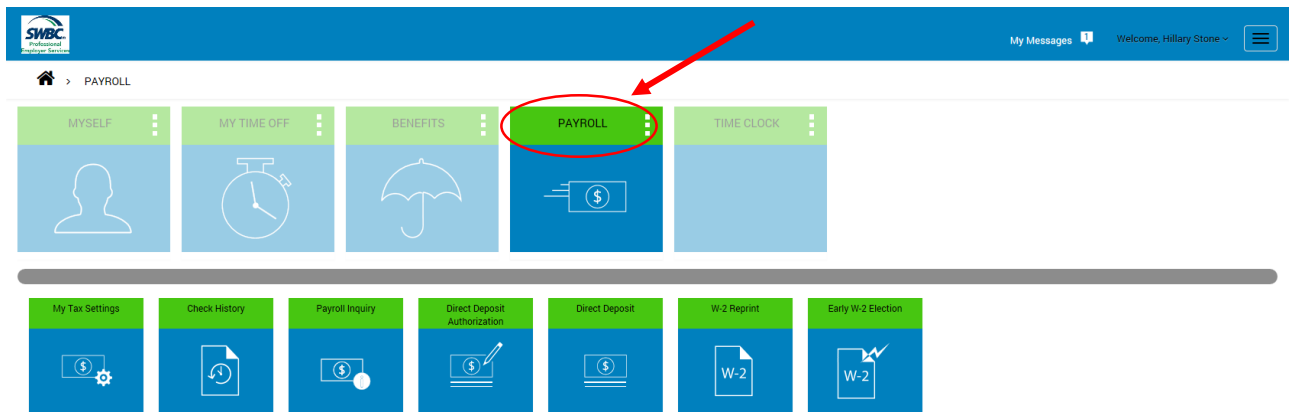 SWBC
Professional
Employer Services
My Messages 1 Welcome, Hillary Stone
> PAYROLL
MYSELF MY TIME OFF BENEFITS PAYROLL TIME CLOCK
$
My Tax Settings Check History Payroll Inquiry Direct Deposit Authorization Direct Deposit W-2 Reprint Early W-2 Election
$ $ $ $ W-2 W-2